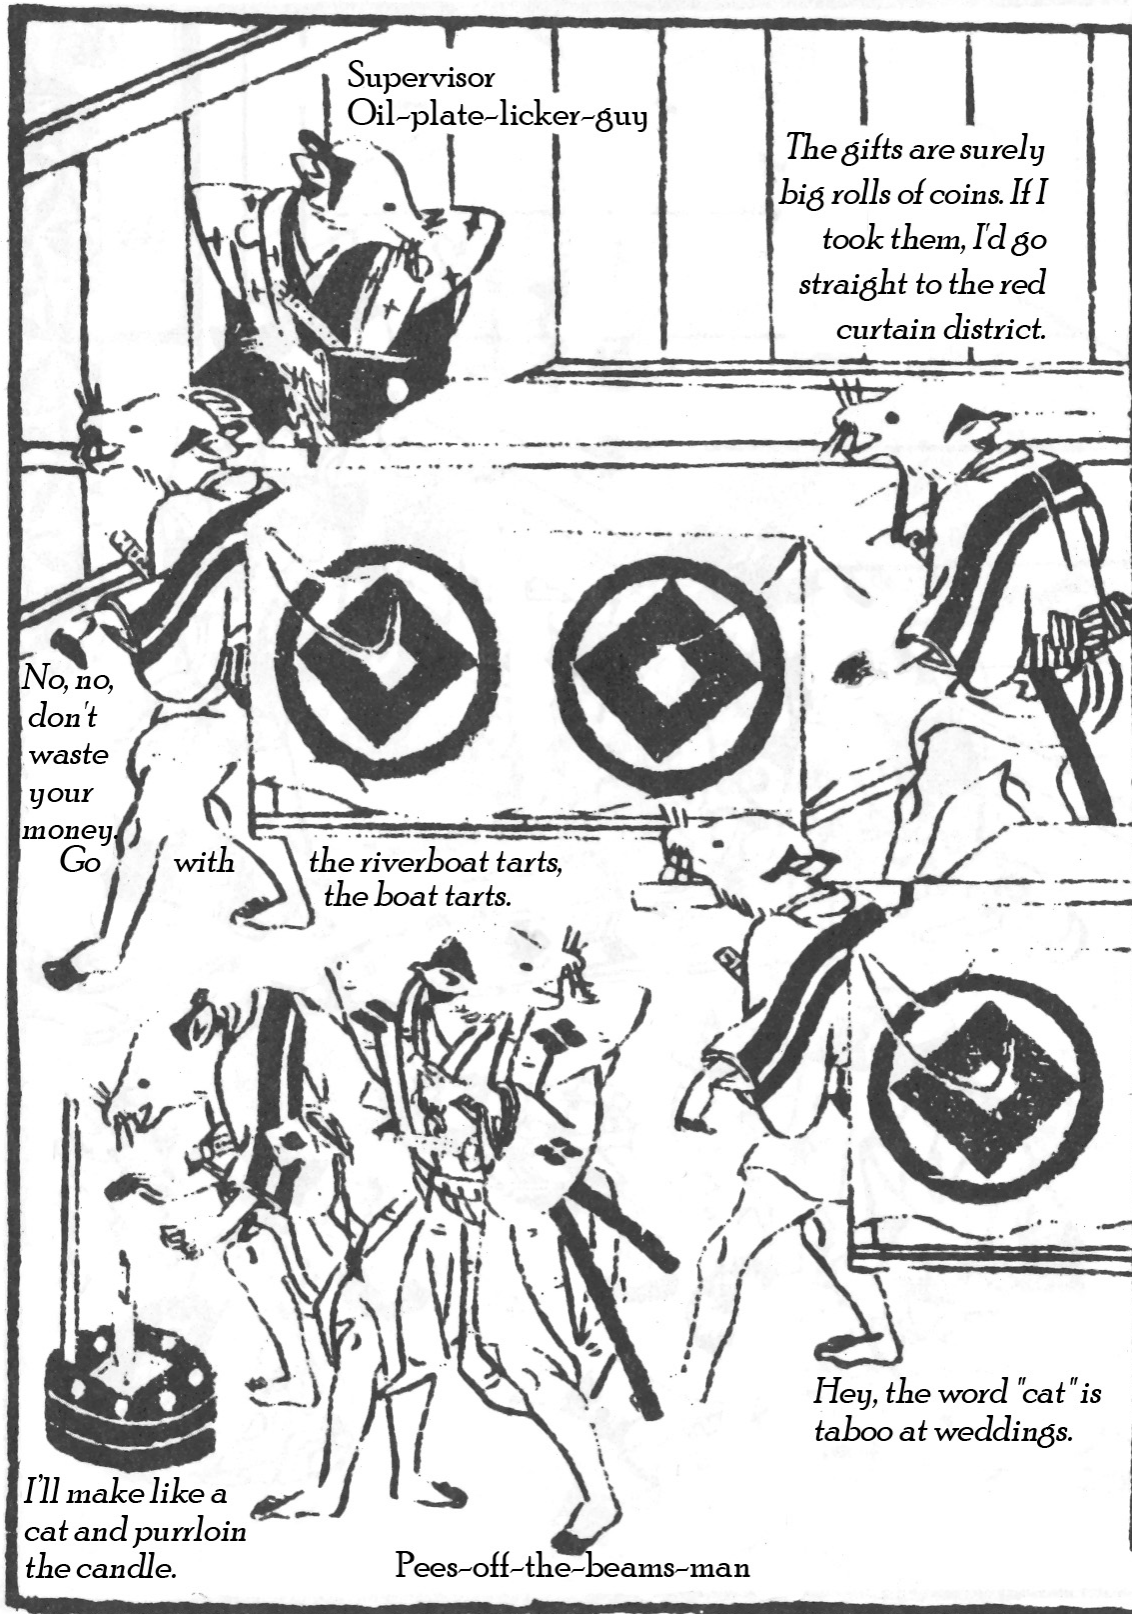 Supervisor
Oil-plate-licker-guy
The gifts are surely
big rolls of coins. If I
took them, I'd go
straight to the red
curtain district.
No, no,
don't
waste
your
money.
Go with the riverboat tarts,
the boat tarts.
Hey, the word "cat" is
taboo at weddings.
I'll make like a
cat and purrloin
the candle.
Pees-off-the-beams-man